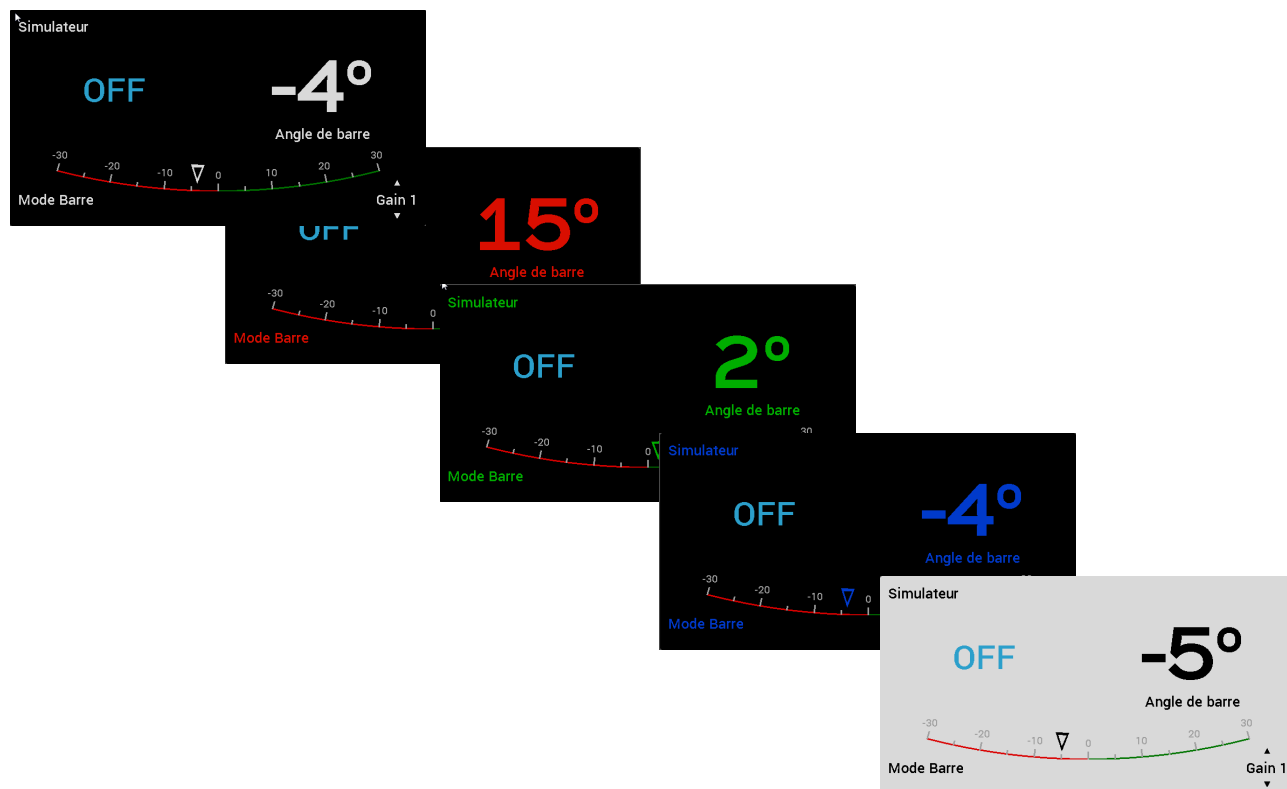 Simulateur
OFF
-4°
Angle de barre
-30 -20 -10 0 10 20 30
Mode Barre
Gain 1
OFF
15°
Angle de barre
-30 -20 -10 0
Mode Barre
Simulateur
OFF
2°
Angle de barre
-30 -20 -10 0 30
Mode Barre
Simulateur
OFF
-4°
Angle de barre
-30 -20 -10 0
Mode Barre
Simulateur
OFF
-5°
Angle de barre
-30 -20 -10 0 10 20 30
Mode Barre
Gain 1